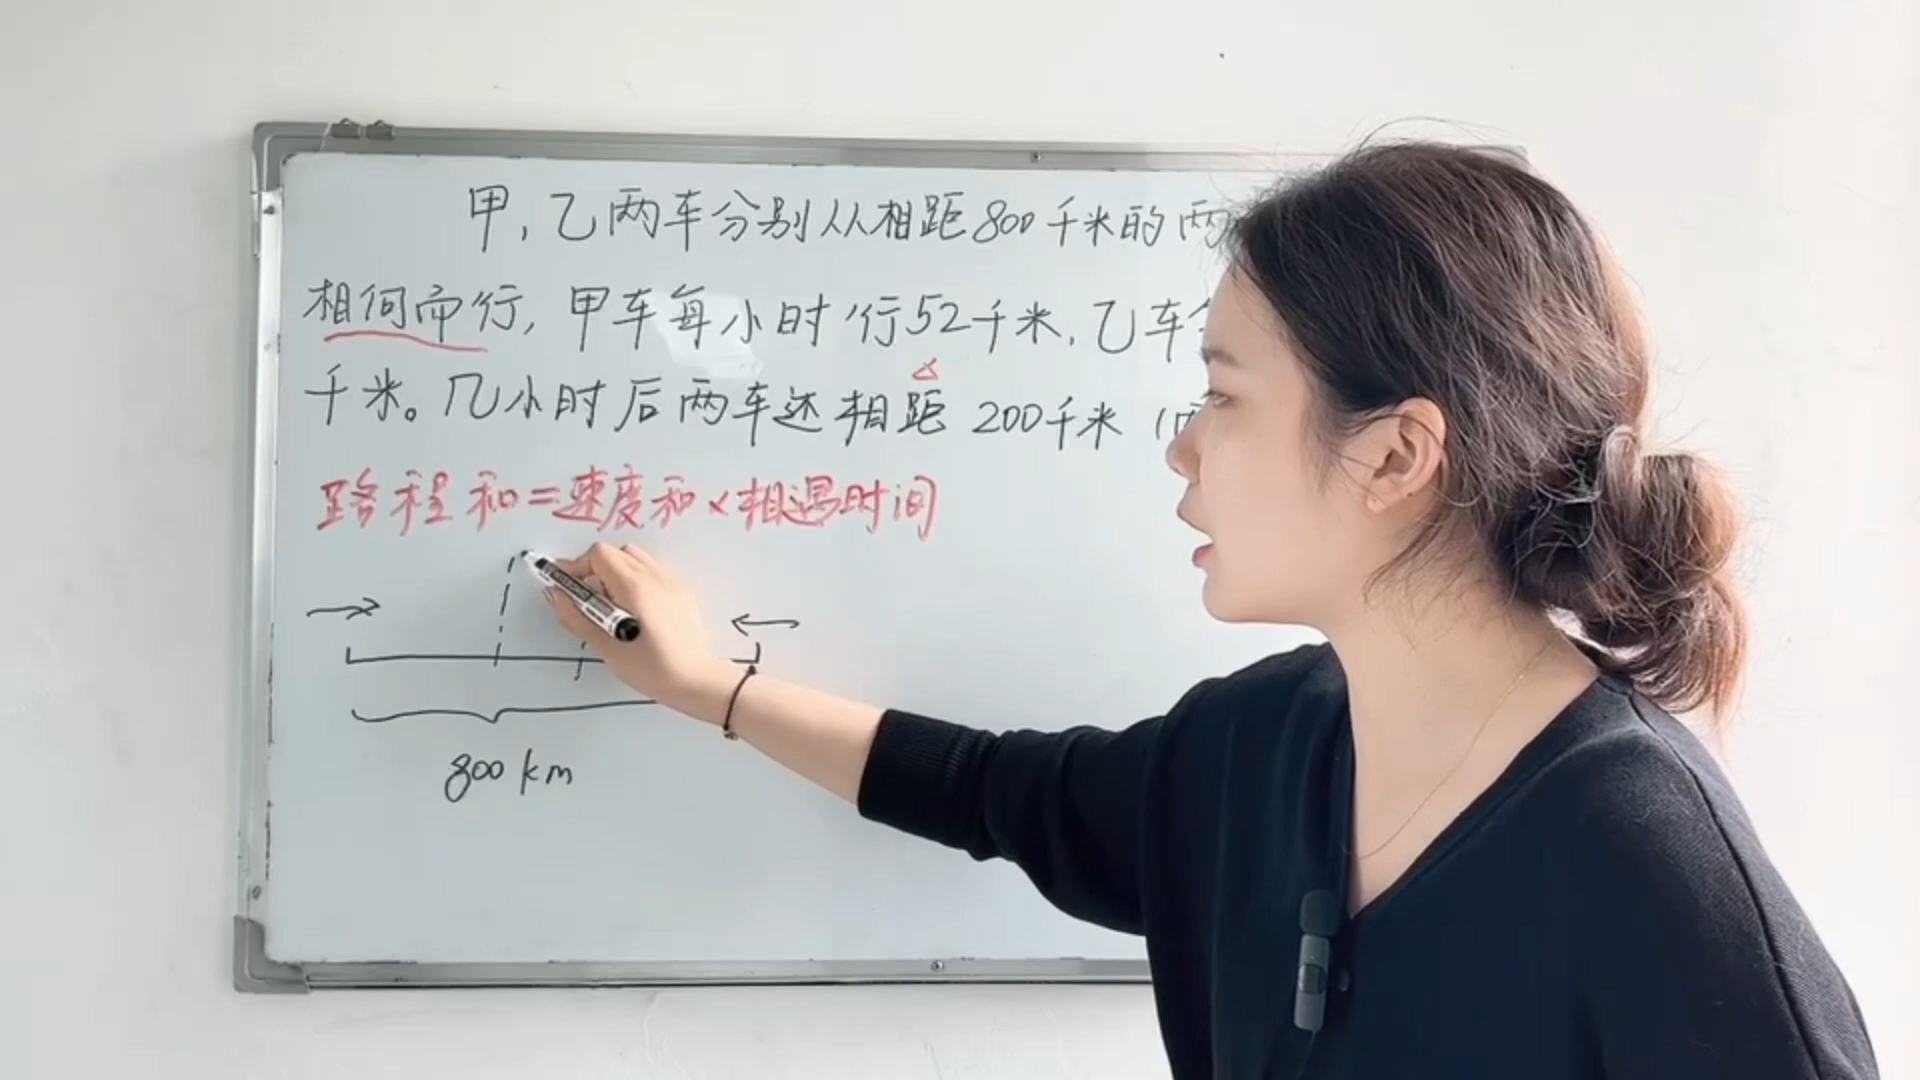 甲,乙两车分别从相距800千米的两
相向而行,甲车每小时行52千米,乙车
千米。几小时后两车还相距 200千米 (
路程和=速度和×相遇时间
800 km